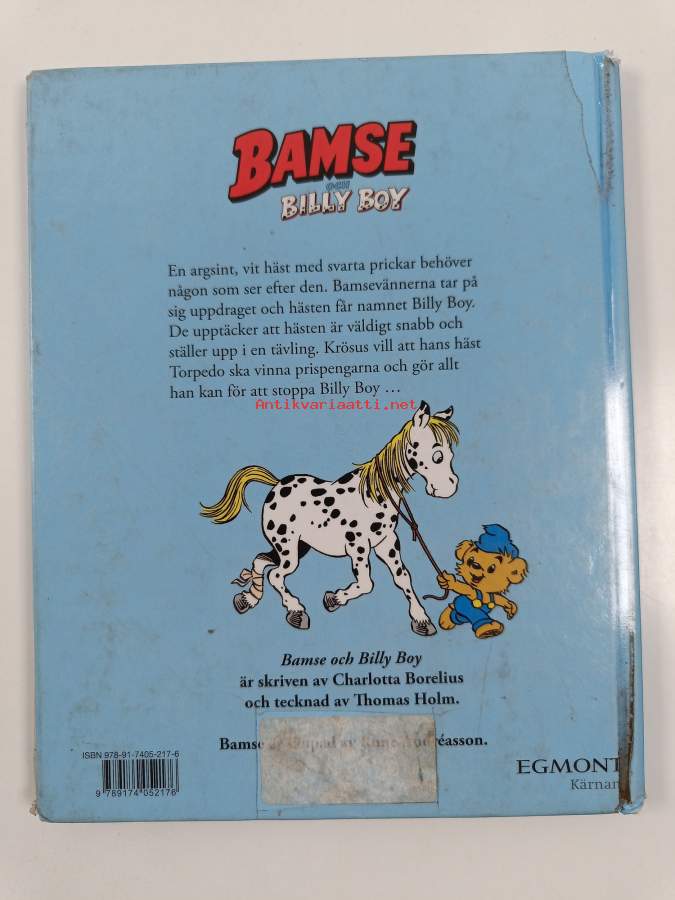 BAMSE
OCH
BILLY BOY
En argsint, vit häst med svarta prickar behöver
någon som ser efter den. Bamsevännerna tar på
sig uppdraget och hästen får namnet Billy Boy.
De upptäcker att hästen är väldigt snabb och
ställer upp i en tävling. Krösus vill att hans häst
Torpedo ska vinna prispengarna och gör allt
han kan för att stoppa Billy Boy …
Antikvariaatti.net
Bamse och Billy Boy
är skriven av Charlotta Borelius
och tecknad av Thomas Holm.
Bamse
ISBN 978-91-7405-217-6
9 789174 052176
EGMONT
Kärnan